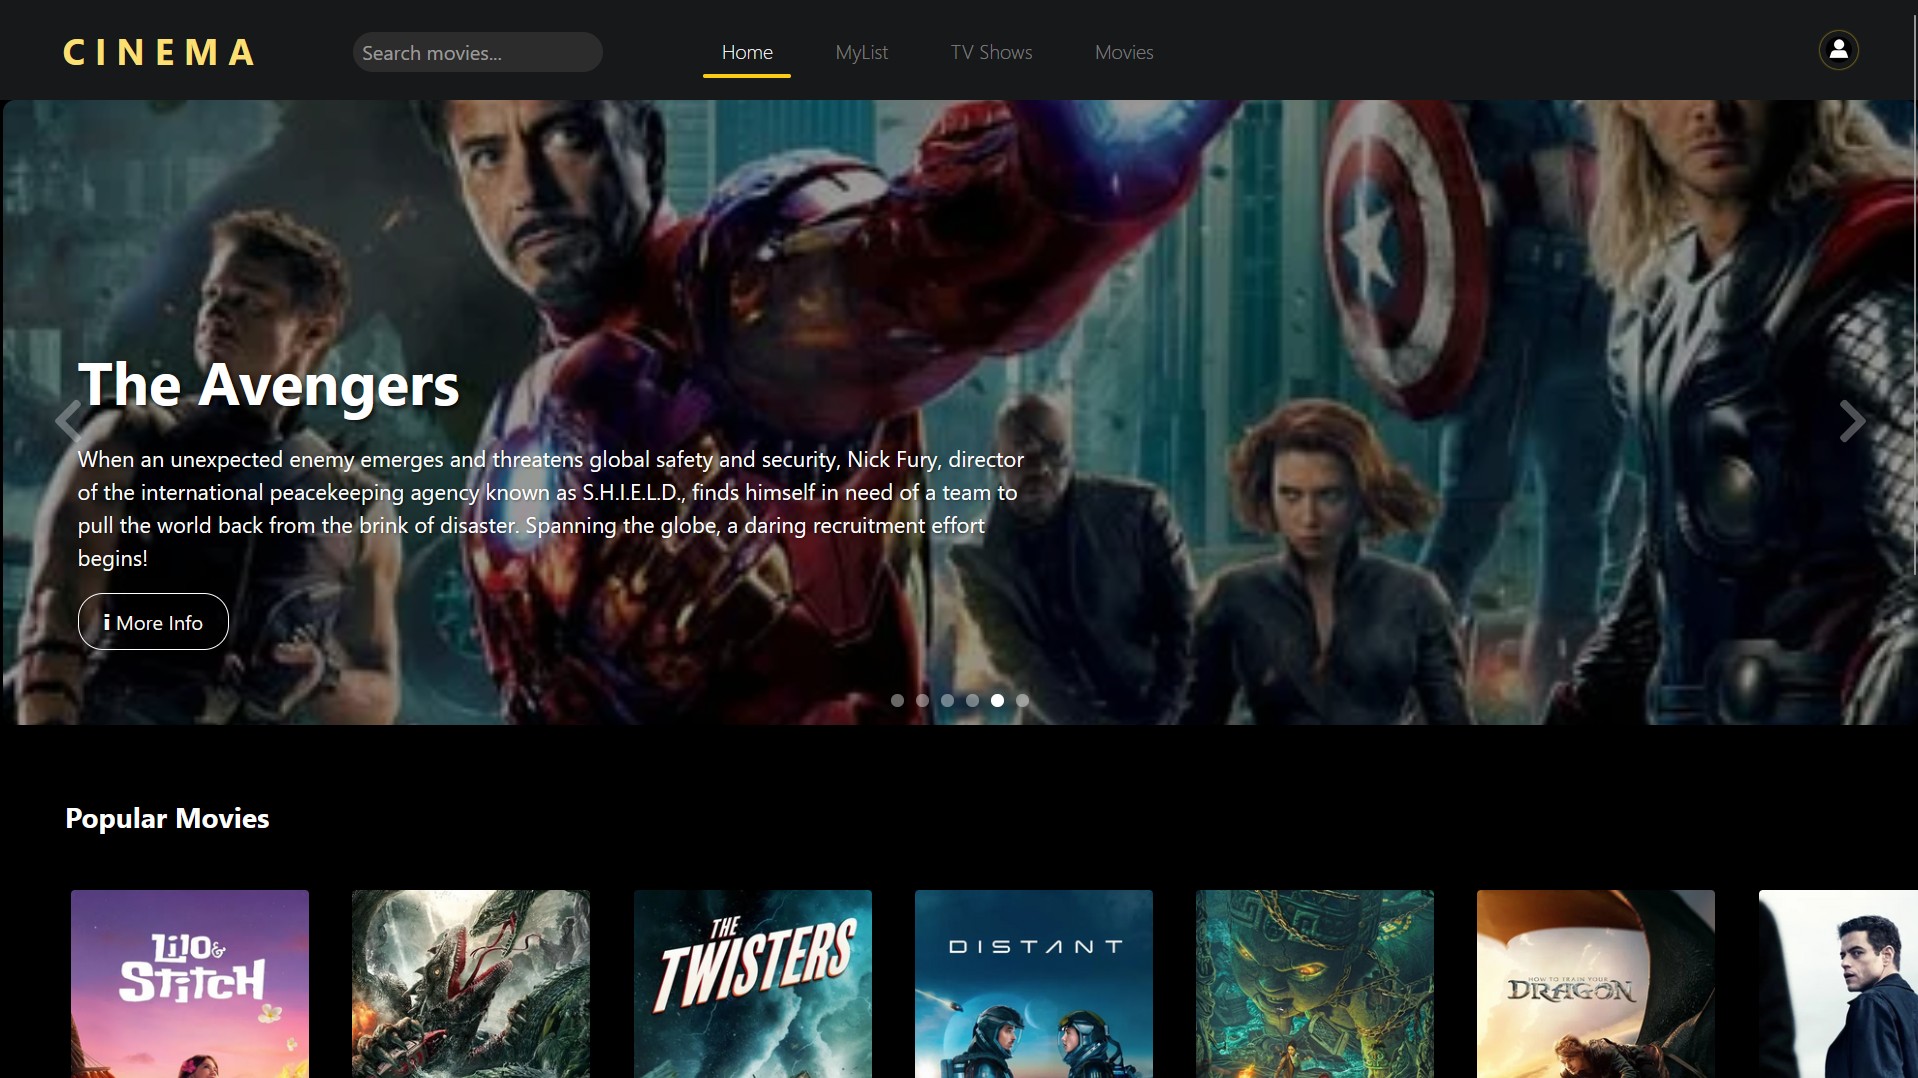 CINEMA
Search movies...
Home
MyList
TV Shows
Movies
The Avengers
When an unexpected enemy emerges and threatens global safety and security, Nick Fury, director
of the international peacekeeping agency known as S.H.I.E.L.D., finds himself in need of a team to
pull the world back from the brink of disaster. Spanning the globe, a daring recruitment effort
begins!
i More Info
Popular Movies
Lilo &
Stitch
THE
TWISTERS
DISTANT
HOW TO TRAIN YOUR
DRAGON